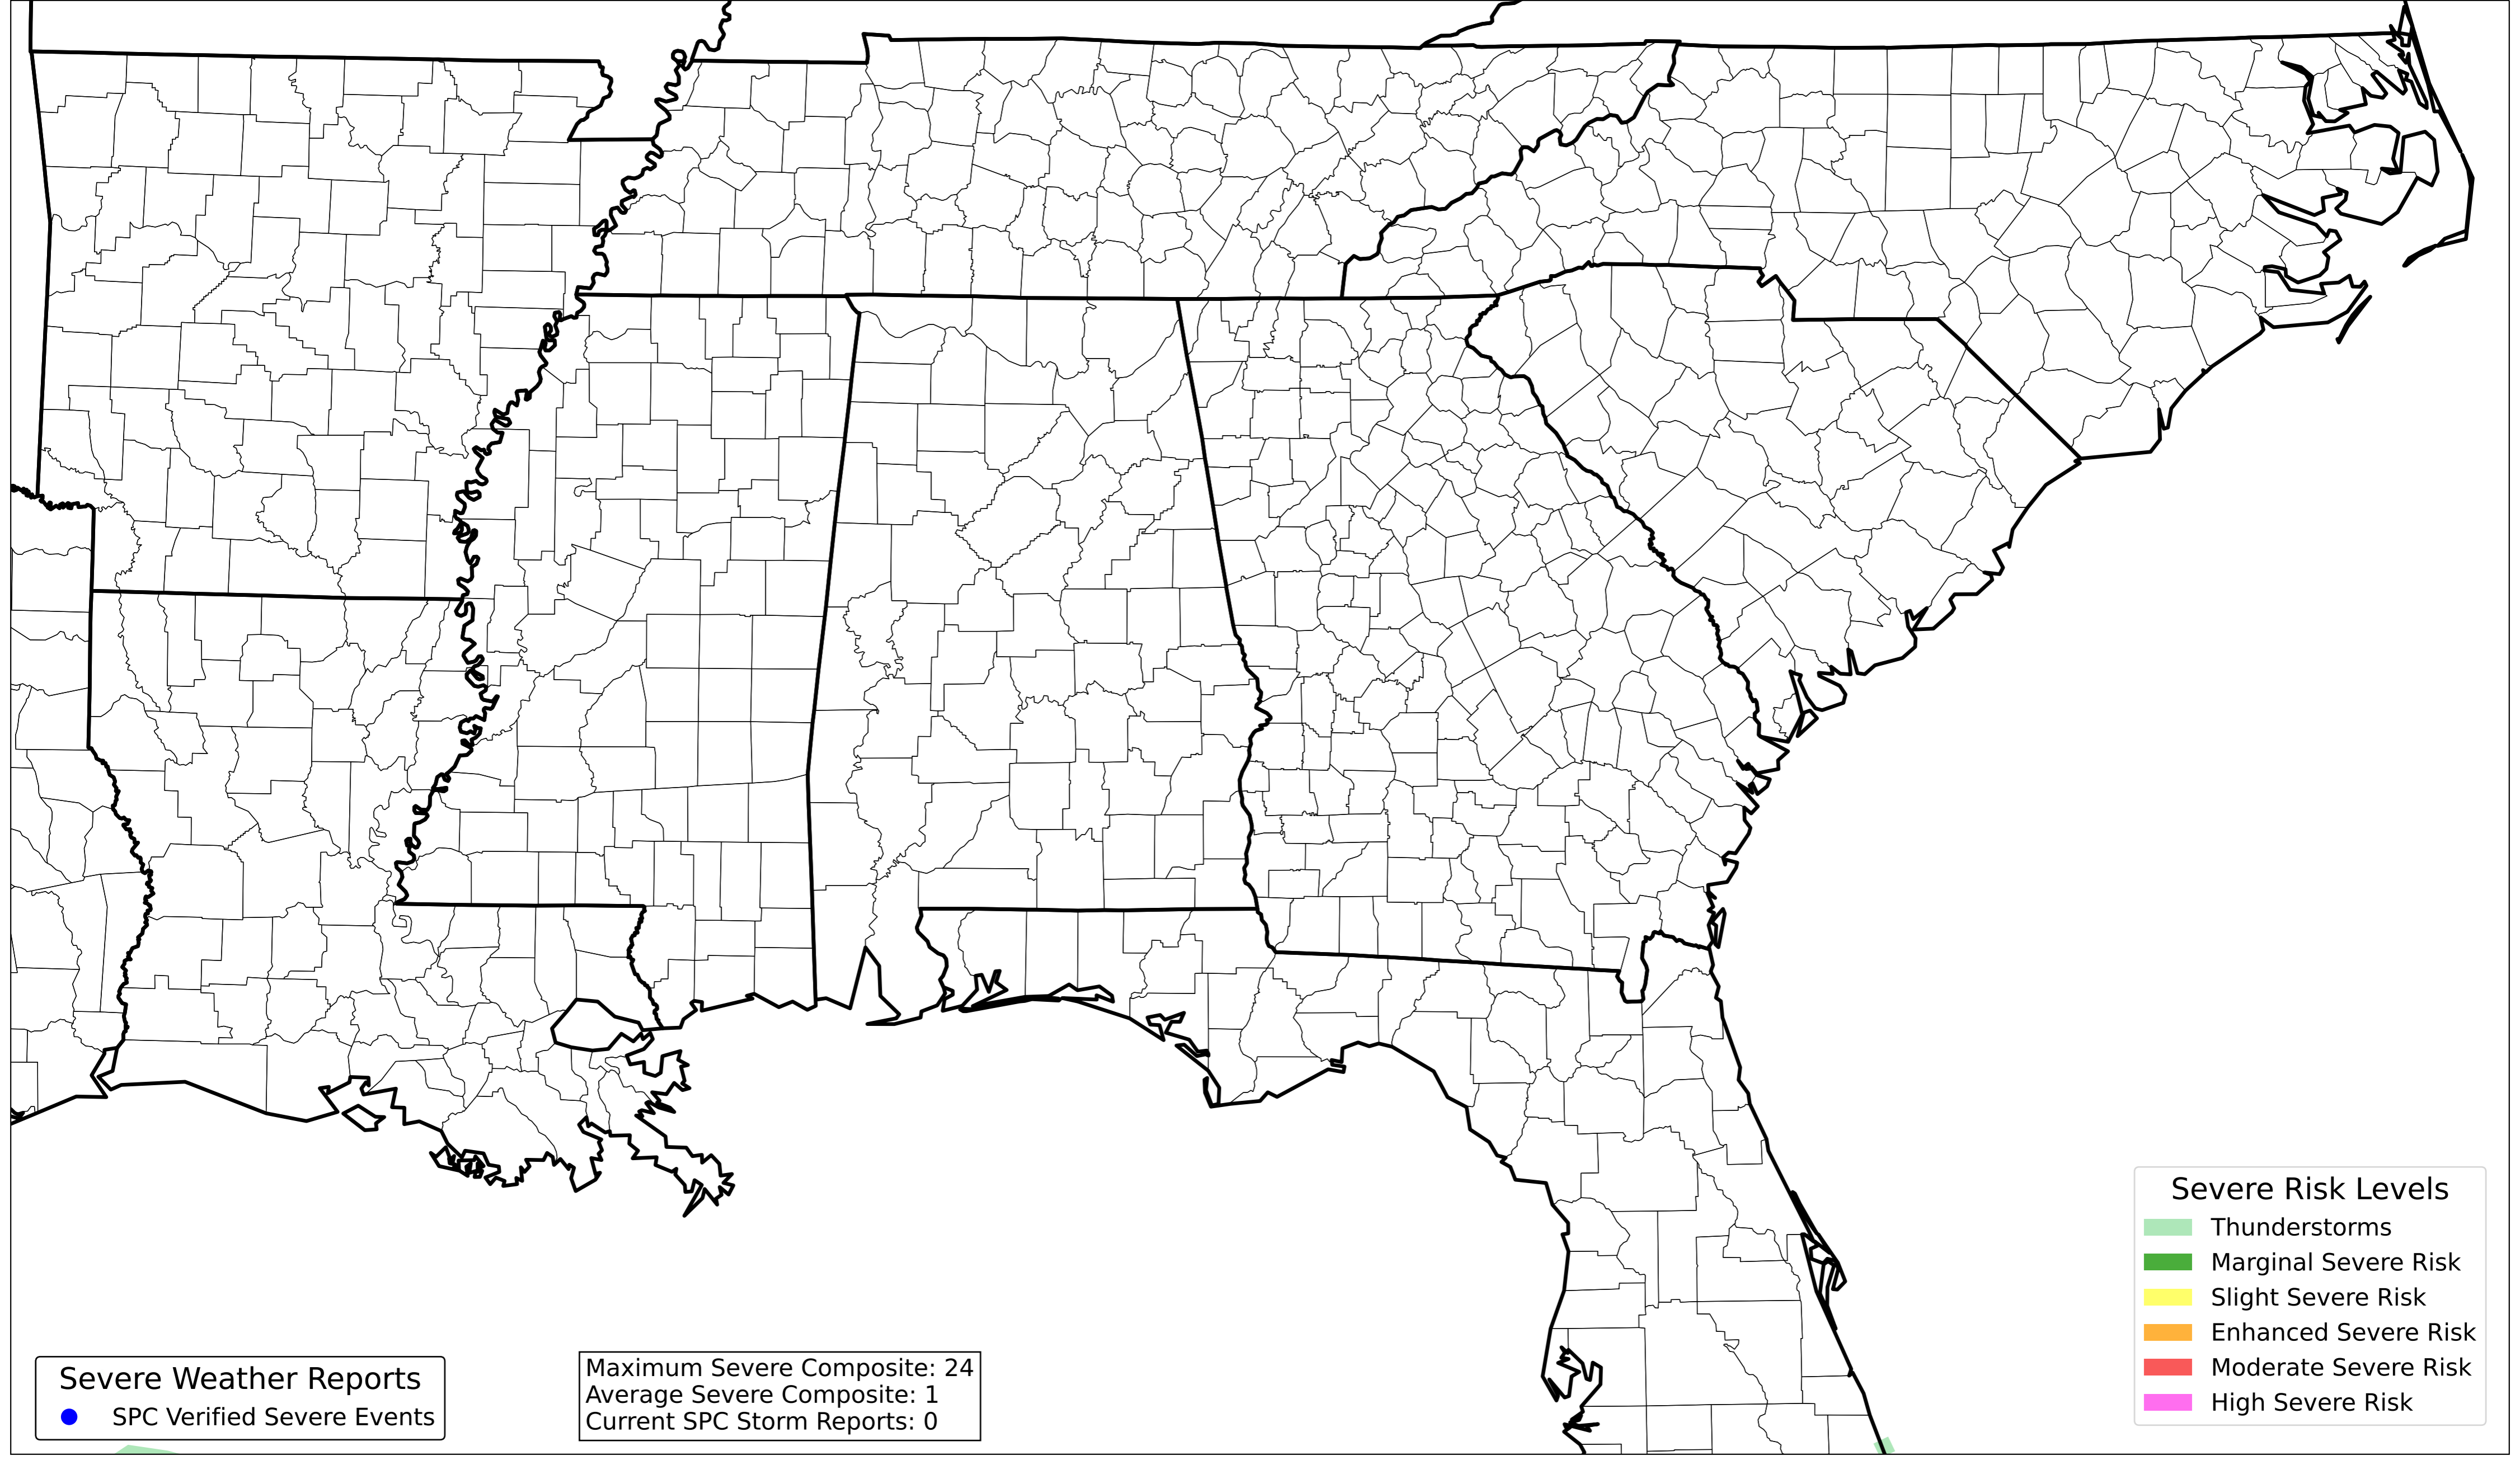 Severe Weather Reports
SPC Verified Severe Events
Maximum Severe Composite: 24
Average Severe Composite: 1
Current SPC Storm Reports: 0
Severe Risk Levels
Thunderstorms
Marginal Severe Risk
Slight Severe Risk
Enhanced Severe Risk
Moderate Severe Risk
High Severe Risk